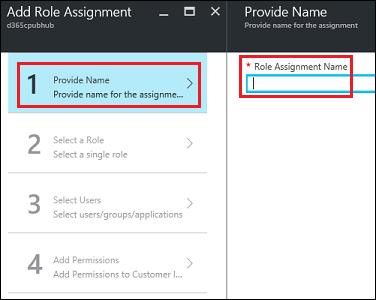 Add Role Assignment
d365cpubhub
1
Provide Name
Provide name for the assignme...
2
Select a Role
Select a single role
3
Select Users
Select users/groups/applications
4
Add Permissions
Add Permissions to Customer I...
Provide Name
Provide name for the assignment
* Role Assignment Name